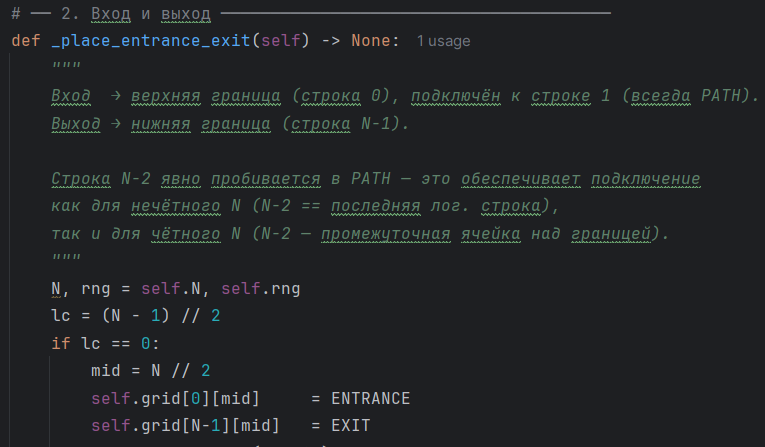 # ── 2. Вход и выход ───────────────────────────────────────
def _place_entrance_exit(self) -> None: 1 usage
"""
Вход → верхняя граница (строка 0), подключён к строке 1 (всегда PATH).
Выход → нижняя граница (строка N-1).
Строка N-2 явно пробивается в PATH — это обеспечивает подключение
как для нечётного N (N-2 == последняя лог. строка),
так и для чётного N (N-2 — промежуточная ячейка над границей).
"""
N, rng = self.N, self.rng
lc = (N - 1) // 2
if lc == 0:
mid = N // 2
self.grid[0][mid] = ENTRANCE
self.grid[N-1][mid] = EXIT